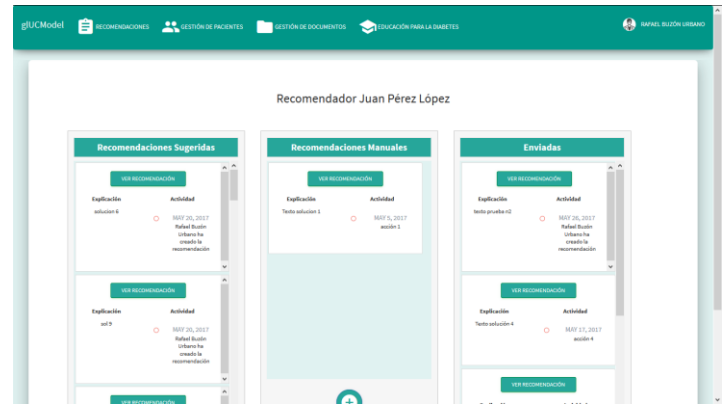 glUCModel
RECOMENDACIONES
GESTIÓN DE PACIENTES
GESTIÓN DE DOCUMENTOS
EDUCACIÓN PARA LA DIABETES
RAFAEL BUZÓN URBANO
Recomendador Juan Pérez López
Recomendaciones Sugeridas
VER RECOMENDACIÓN
Explicación
Actividad
solucion 6
MAY 20, 2017
Rafael Buzón
Urbano ha
creado la
recomendación
VER RECOMENDACIÓN
Explicación
Actividad
sol 9
MAY 20, 2017
Rafael Buzón
Urbano ha
creado la
recomendación
VER RECOMENDACIÓN
Recomendaciones Manuales
VER RECOMENDACIÓN
Explicación
Actividad
Texto solucion 1
MAY 5, 2017
acción 1
Enviadas
VER RECOMENDACIÓN
Explicación
Actividad
texto prueba n2
MAY 26, 2017
Rafael Buzón
Urbano ha
creado la
recomendación
VER RECOMENDACIÓN
Explicación
Actividad
Texto solución 4
MAY 17, 2017
acción 4
VER RECOMENDACIÓN